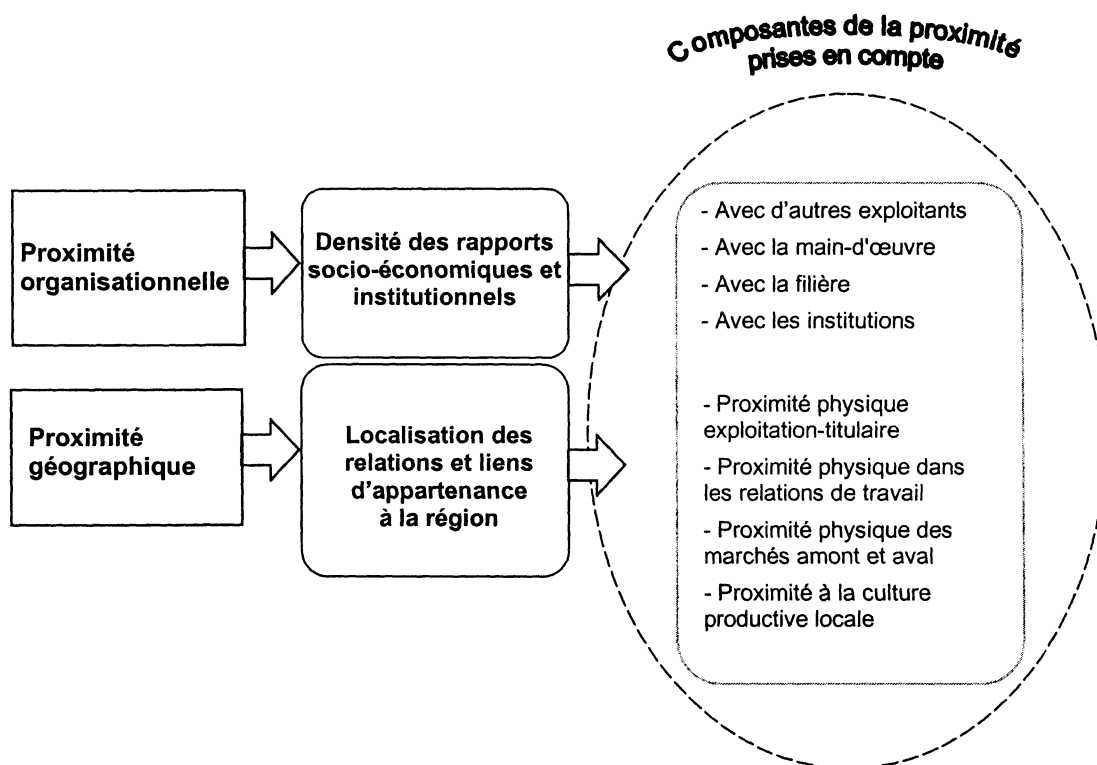 Composantes de la proximité
prises en compte
Proximité
organisationnelle
Densité des rapports
socio-économiques et
institutionnels
- Avec d'autres exploitants
- Avec la main-d'œuvre
- Avec la filière
- Avec les institutions
Proximité
géographique
Localisation des
relations et liens
d'appartenance
à la région
- Proximité physique
exploitation-titulaire
- Proximité physique dans
les relations de travail
- Proximité physique des
marchés amont et aval
- Proximité à la culture
productive locale